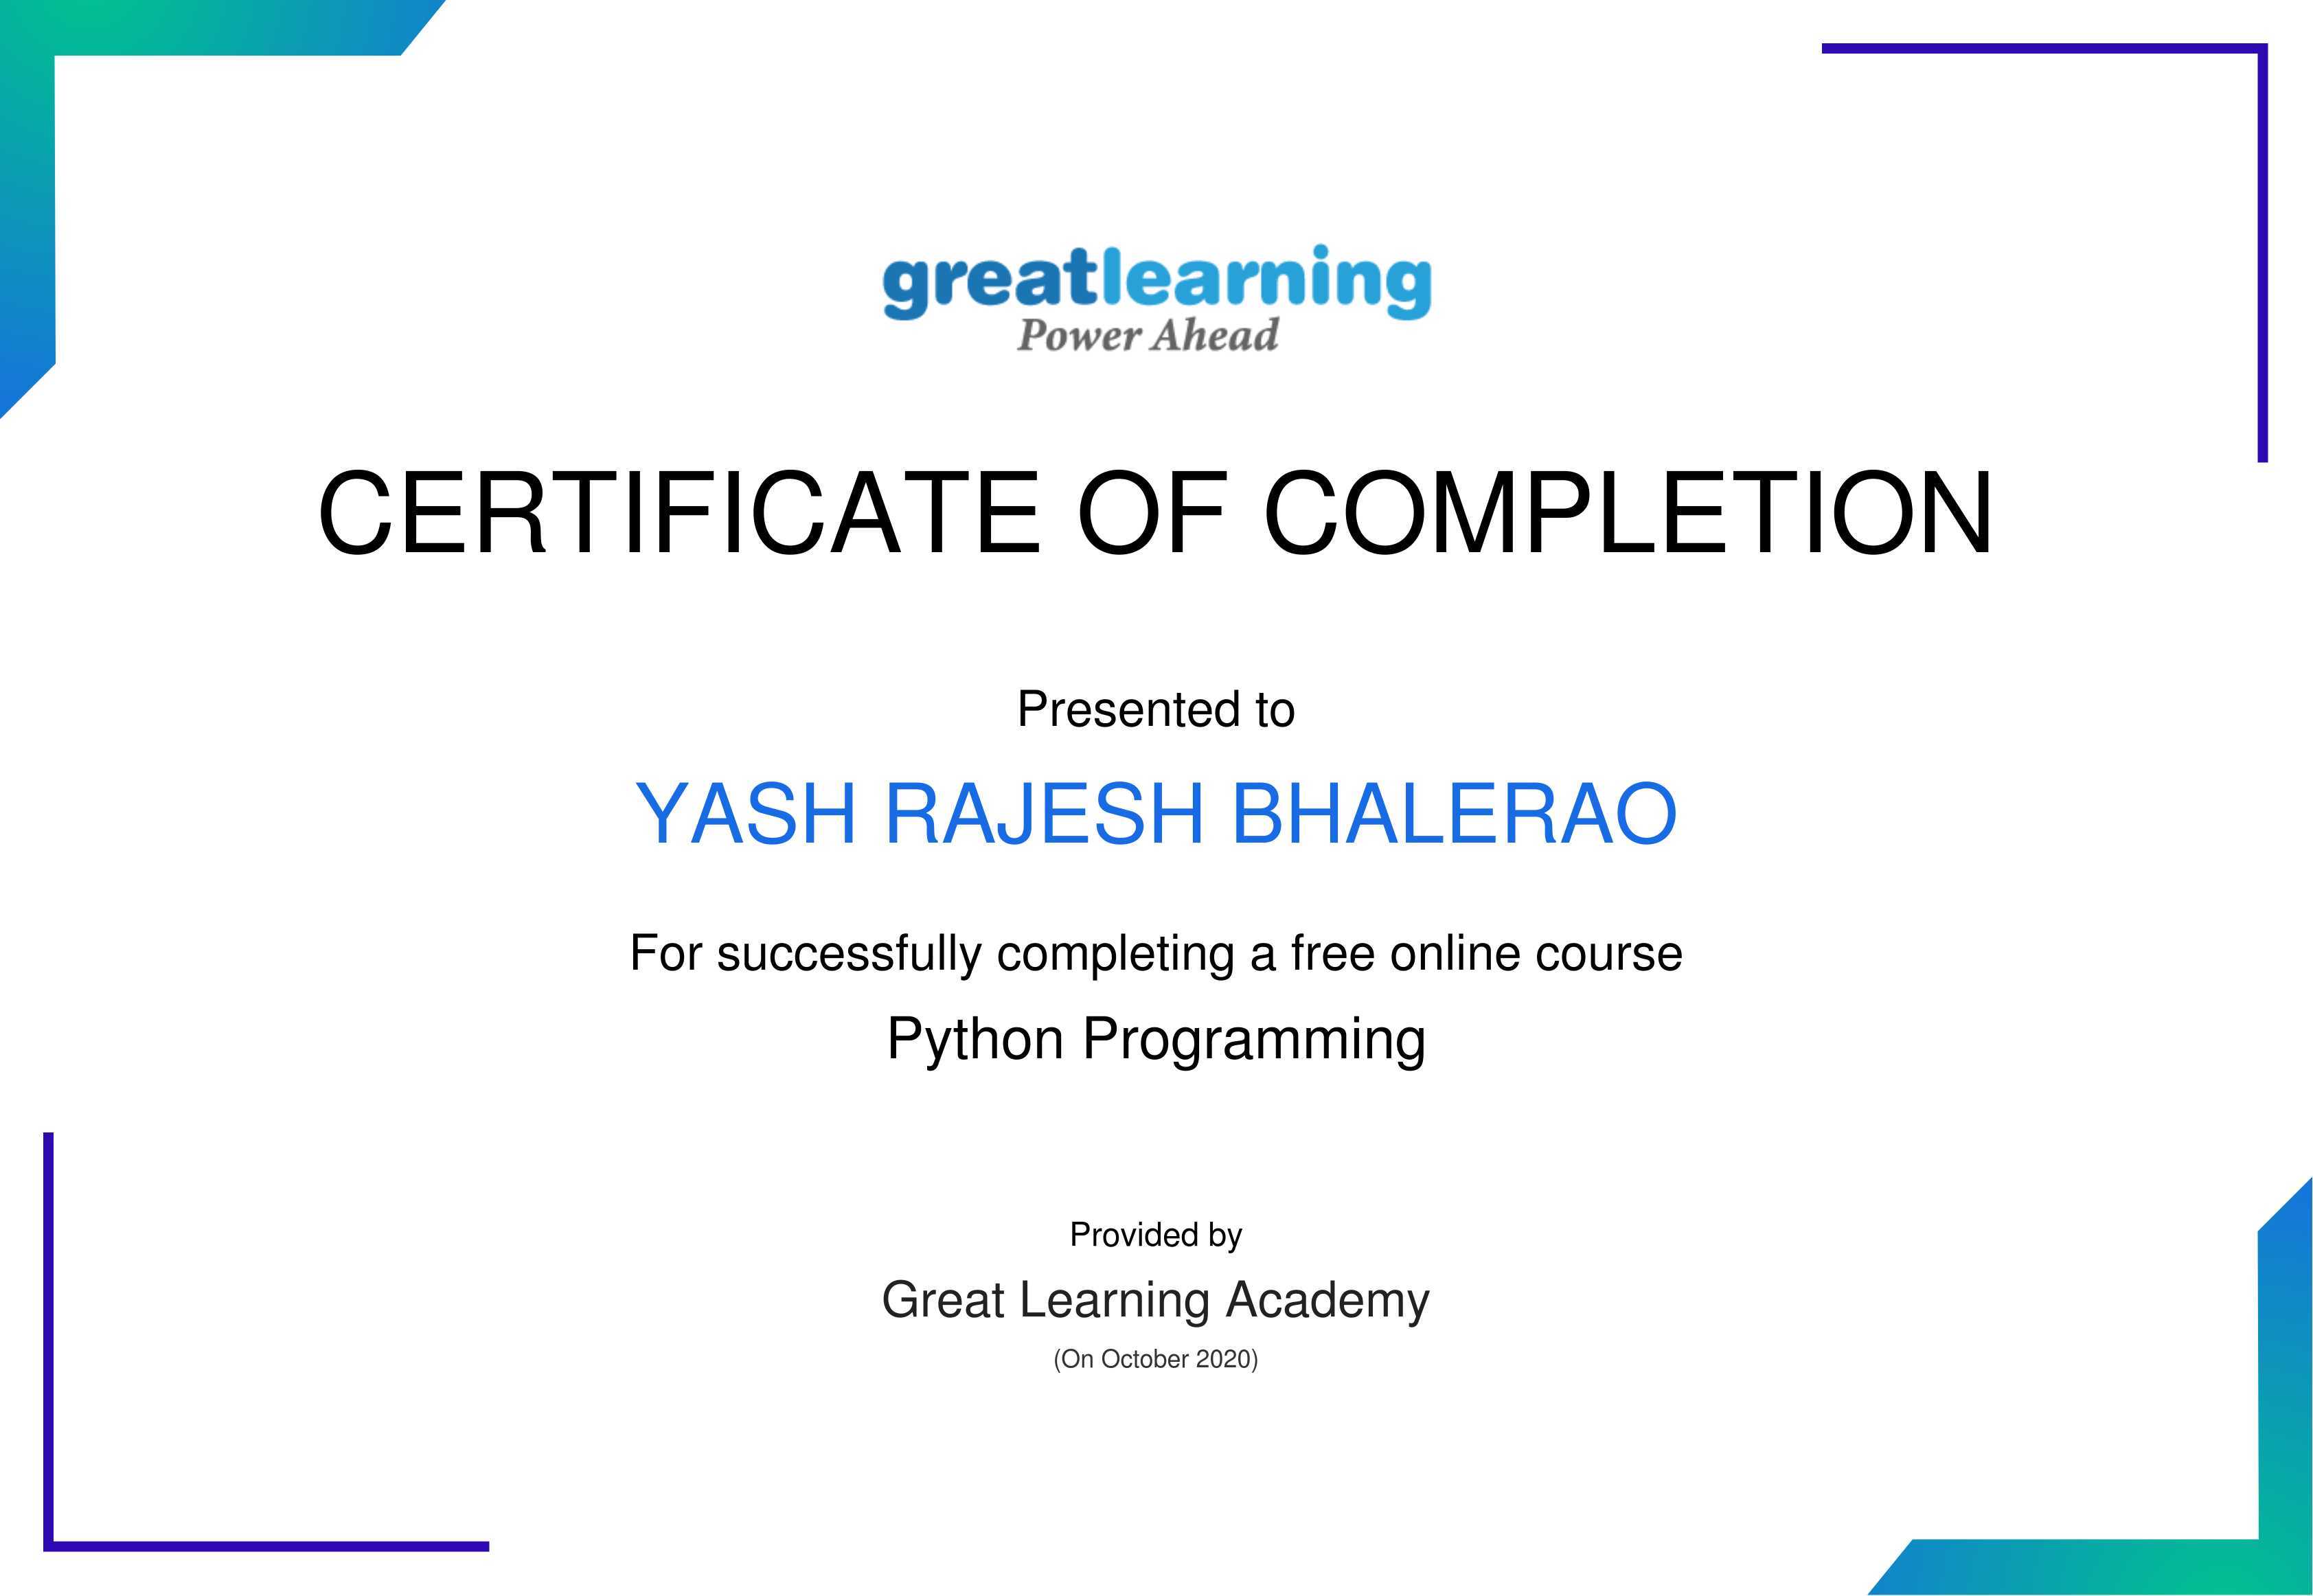 greatlearning
Power Ahead
CERTIFICATE OF COMPLETION
Presented to
YASH RAJESH BHALERAO
For successfully completing a free online course
Python Programming
Provided by
Great Learning Academy
(On October 2020)